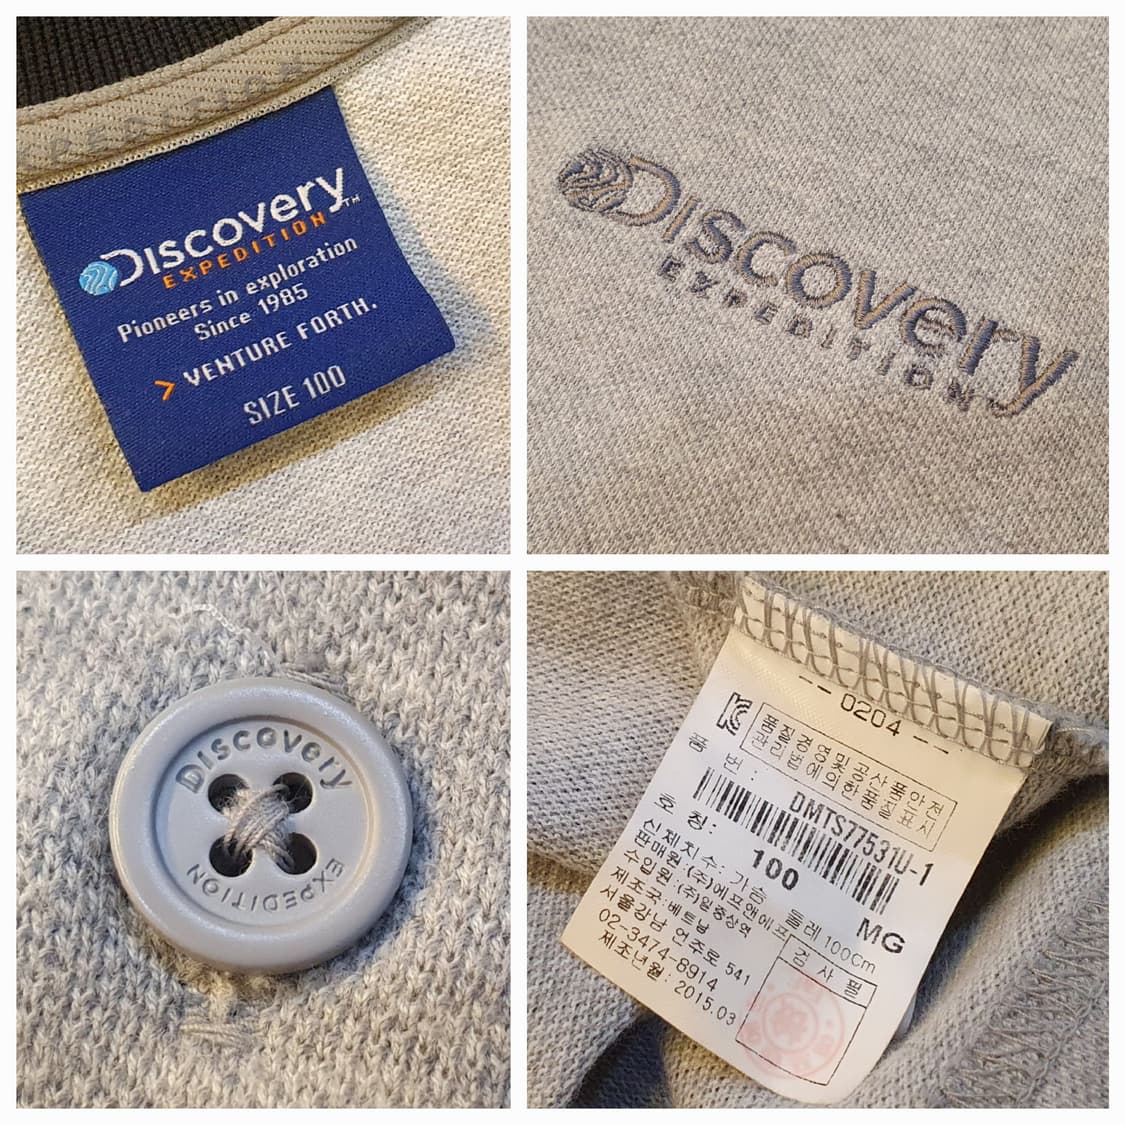 Discovery™
EXPEDITION
Pioneers in exploration
Since 1985
> VENTURE FORTH.
SIZE 100
Discovery
EXPEDITION
Discovery
EXPEDITION
-- 0204 --
품질경영및공산품안전
관리법에의한품질표시
품 번:
DMTS77531U-1
호 칭: 100 MG
신체치수: 가슴 둘레 100Cm
판매원:(주)에프앤에프
수입원:(주)일중상역
제조국:베트남
서울강남 언주로 541
02-3474-8914
제조년월: 2015.03
검사필